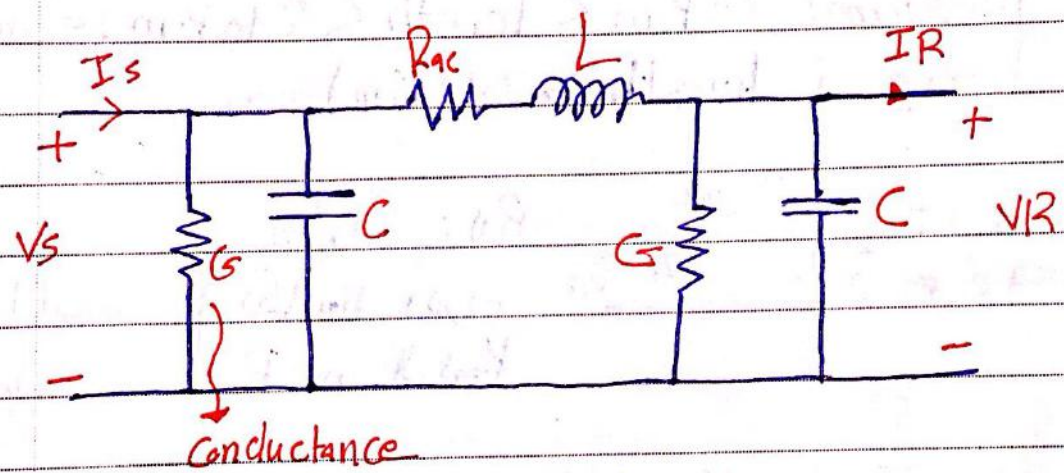 Is Rac L IR
+ +
Vs G C G C VR
- -
Conductance